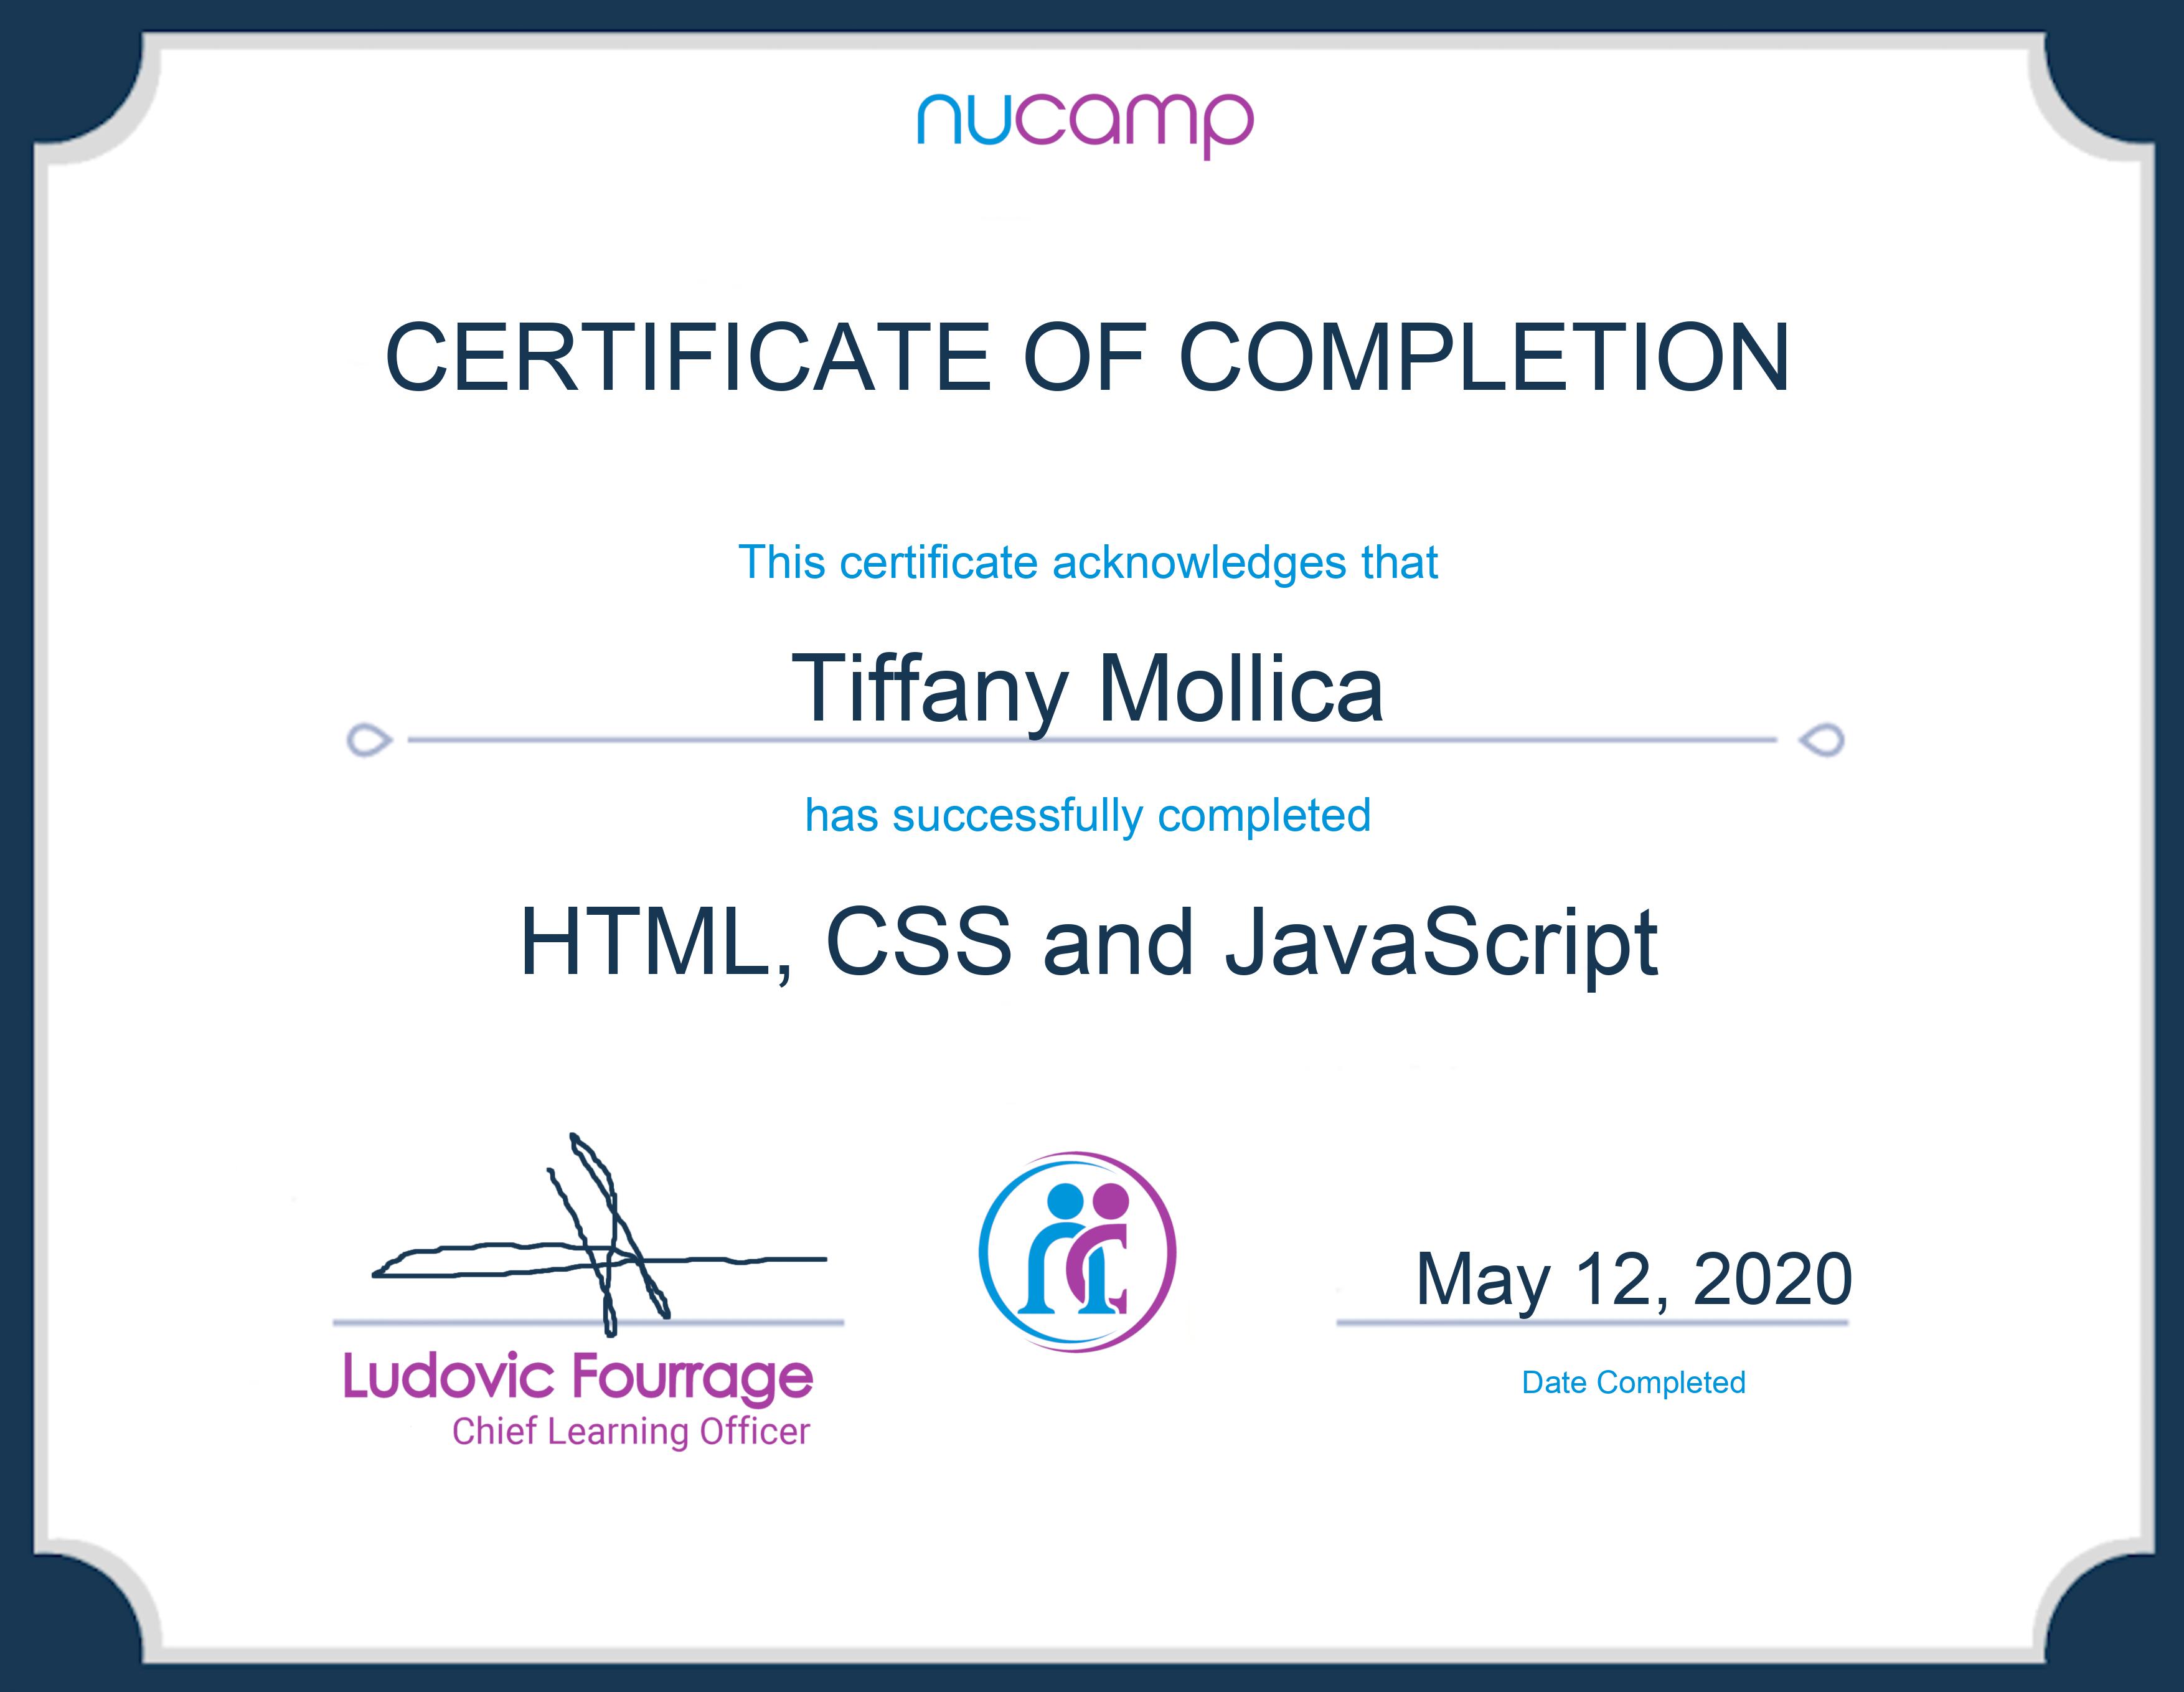 nucamp
CERTIFICATE OF COMPLETION
This certificate acknowledges that
Tiffany Mollica
has successfully completed
HTML, CSS and JavaScript
May 12, 2020
Ludovic Fourrage
Chief Learning Officer
Date Completed